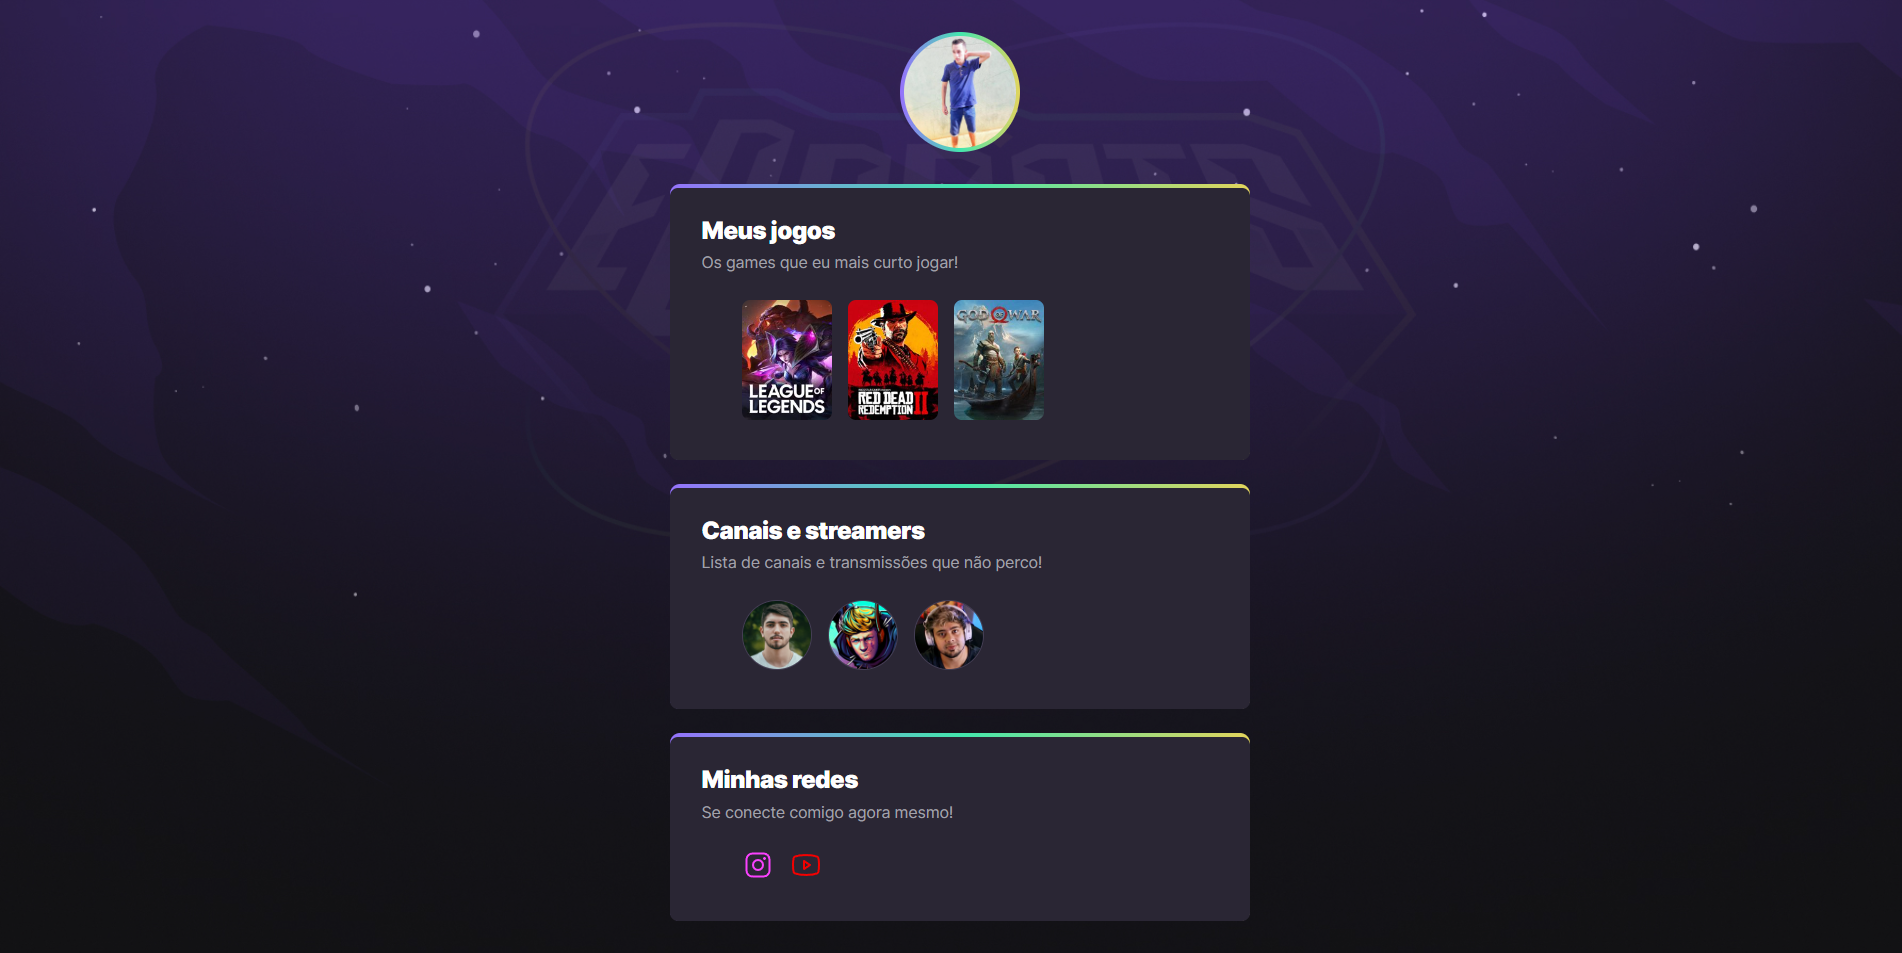 ESPORTS
Meus jogos
Os games que eu mais curto jogar!
LEAGUE OF
LEGENDS
RED DEAD
REDEMPTION II
GOD WAR
Canais e streamers
Lista de canais e transmissões que não perco!
Minhas redes
Se conecte comigo agora mesmo!